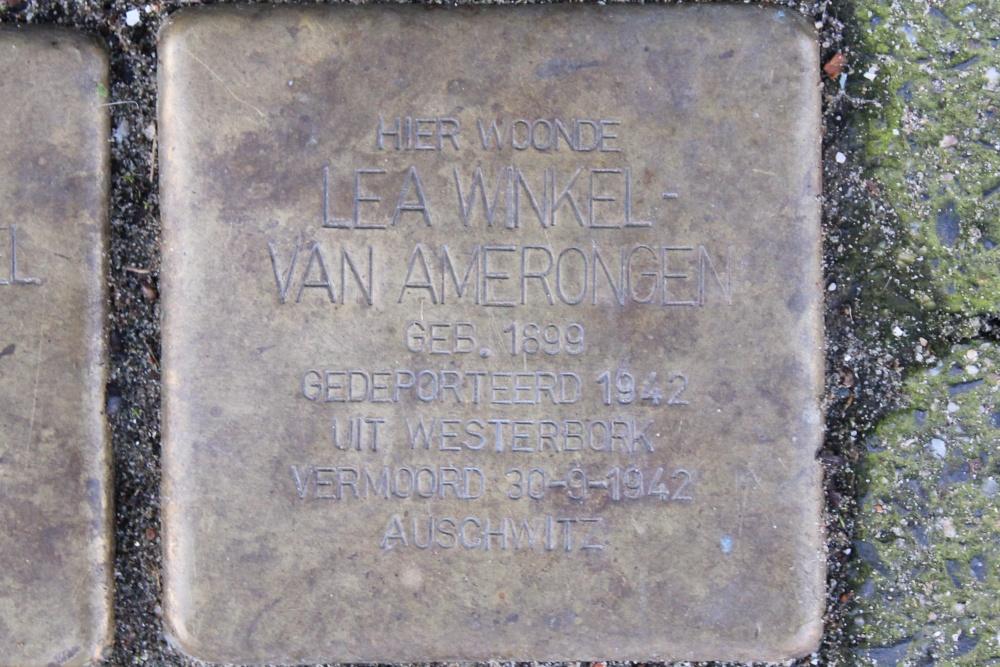 HIER WOONDE
LEA WINKEL-
VAN AMERONGEN
GEB. 1899
GEDEPORTEERD 1942
UIT WESTERBORK
VERMOORD 30-9-1942
AUSCHWITZ